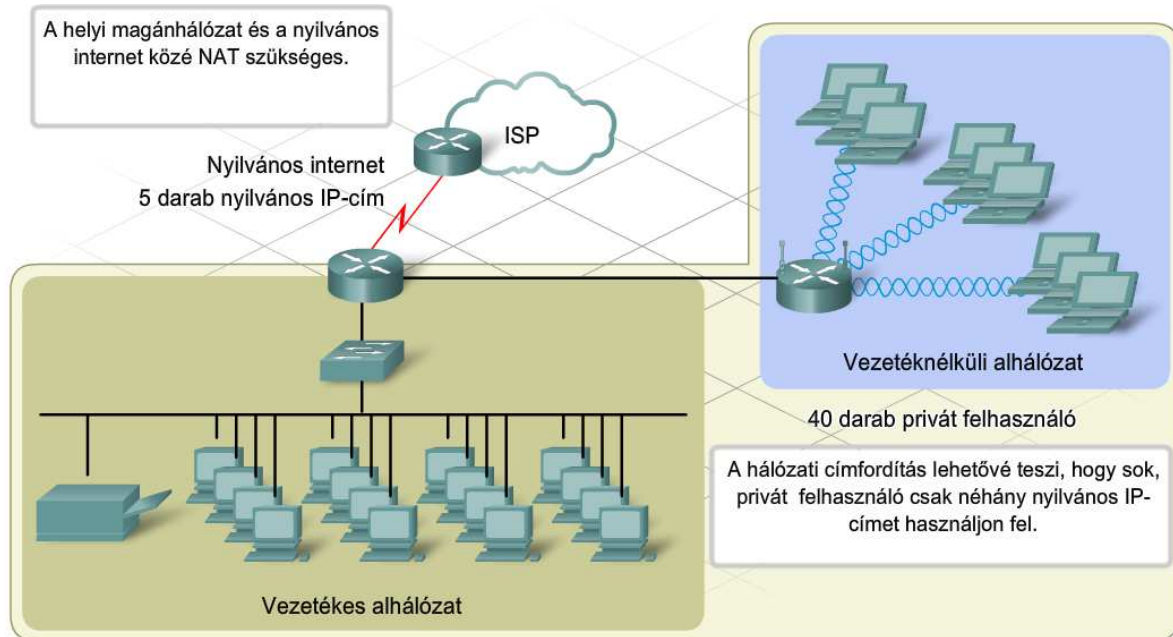 A helyi magánhálózat és a nyilvános
internet közé NAT szükséges.
ISP
Nyilvános internet
5 darab nyilvános IP-cím
Vezetéknélküli alhálózat
40 darab privát felhasználó
A hálózati címfordítás lehetővé teszi, hogy sok,
privát felhasználó csak néhány nyilvános IP-
címet használjon fel.
Vezetékes alhálózat